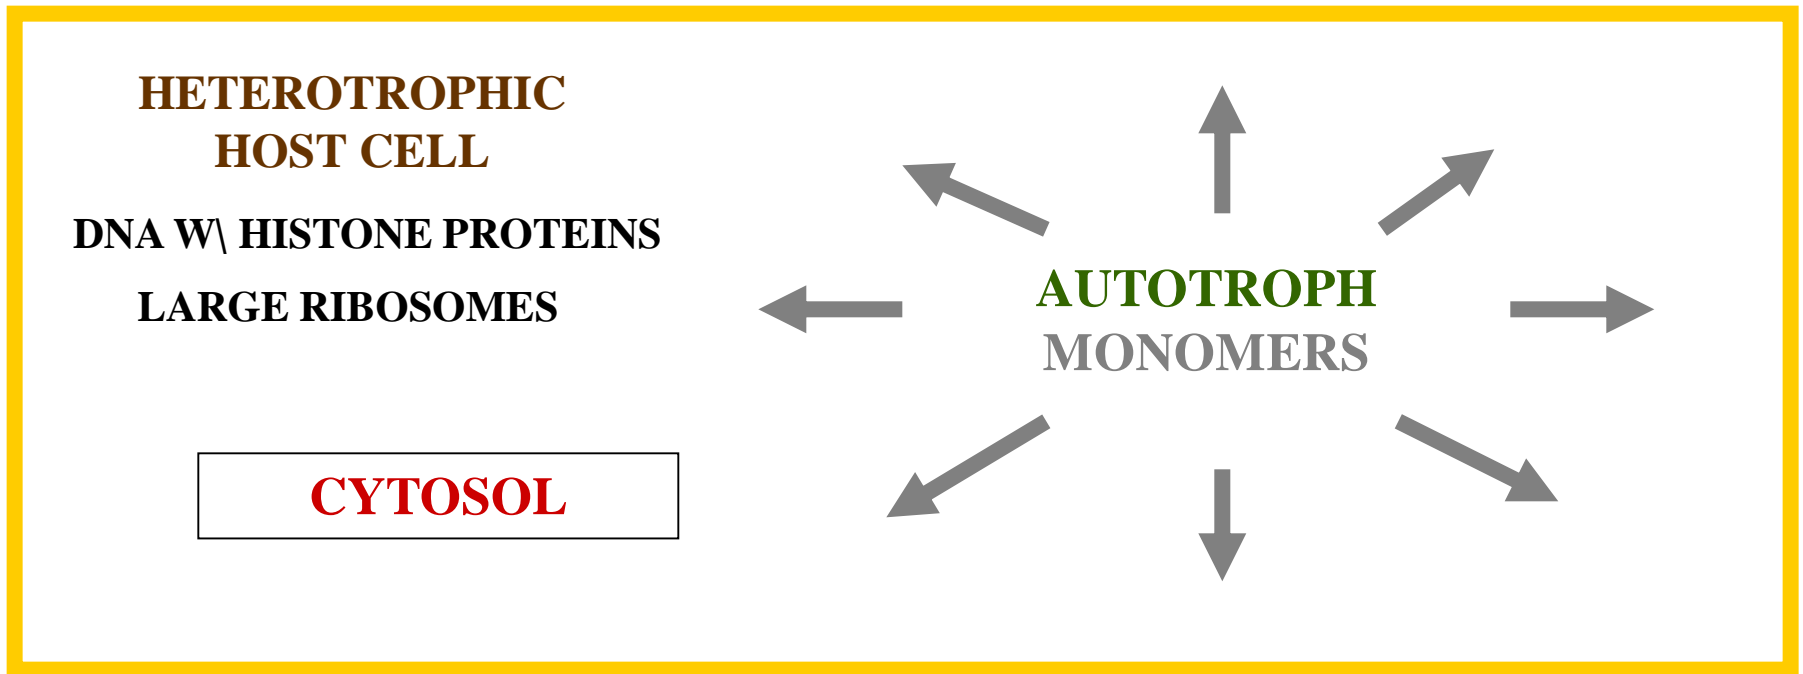 HETEROTROPHIC
HOST CELL
DNA W\ HISTONE PROTEINS
LARGE RIBOSOMES
CYTOSOL
AUTOTROPH
MONOMERS